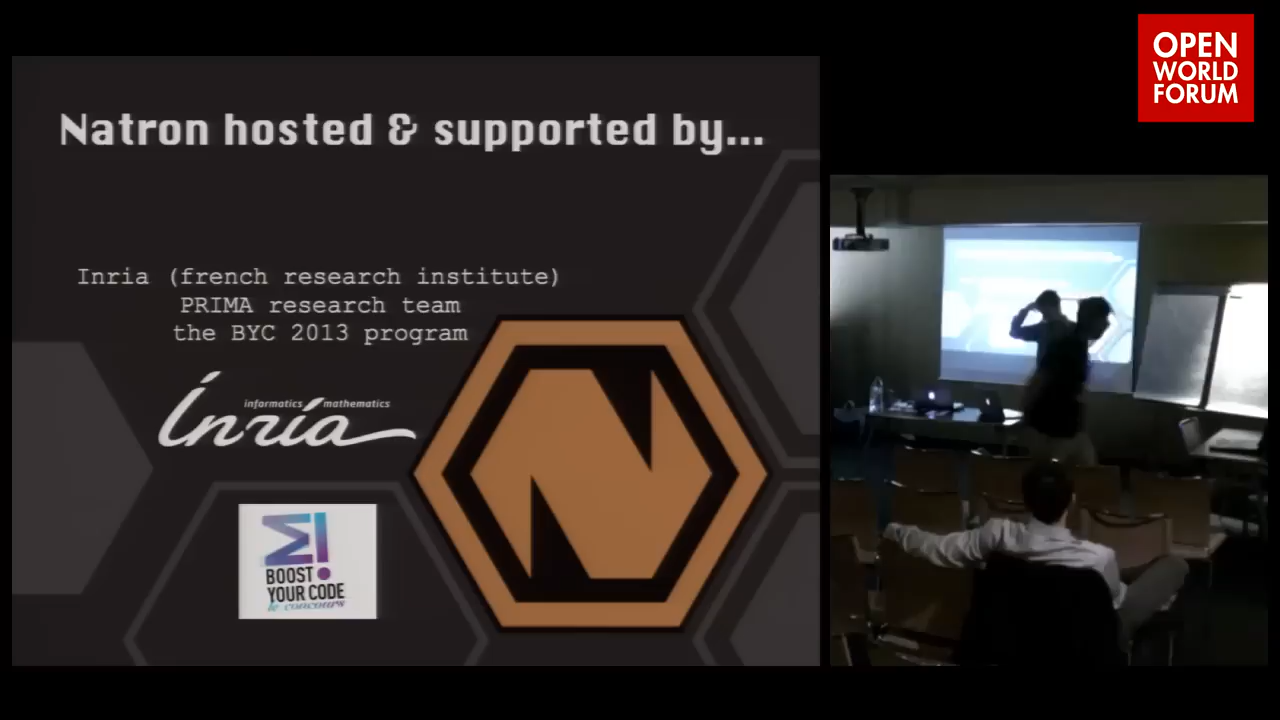 OPEN
WORLD
FORUM
Natron hosted & supported by...
Inria (french research institute)
PRIMA research team
the BYC 2013 program
informatics mathematics
Inria
BOOST
YOUR CODE
le concours